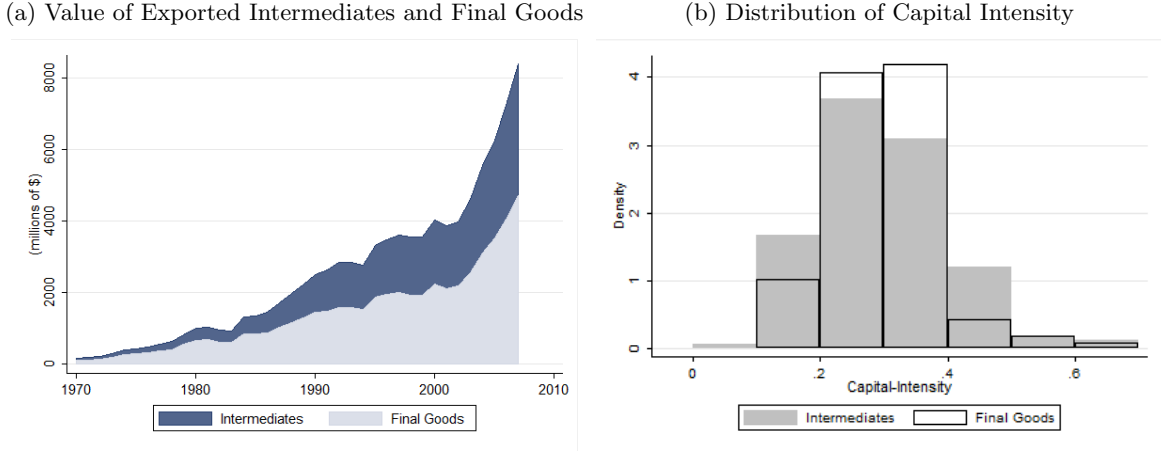 (a) Value of Exported Intermediates and Final Goods
(millions of $)
8000
6000
4000
2000
0
1970 1980 1990 2000 2010
Intermediates Final Goods
(b) Distribution of Capital Intensity
Density
4
3
2
1
0
0 .2 .4 .6
Capital-Intensity
Intermediates Final Goods